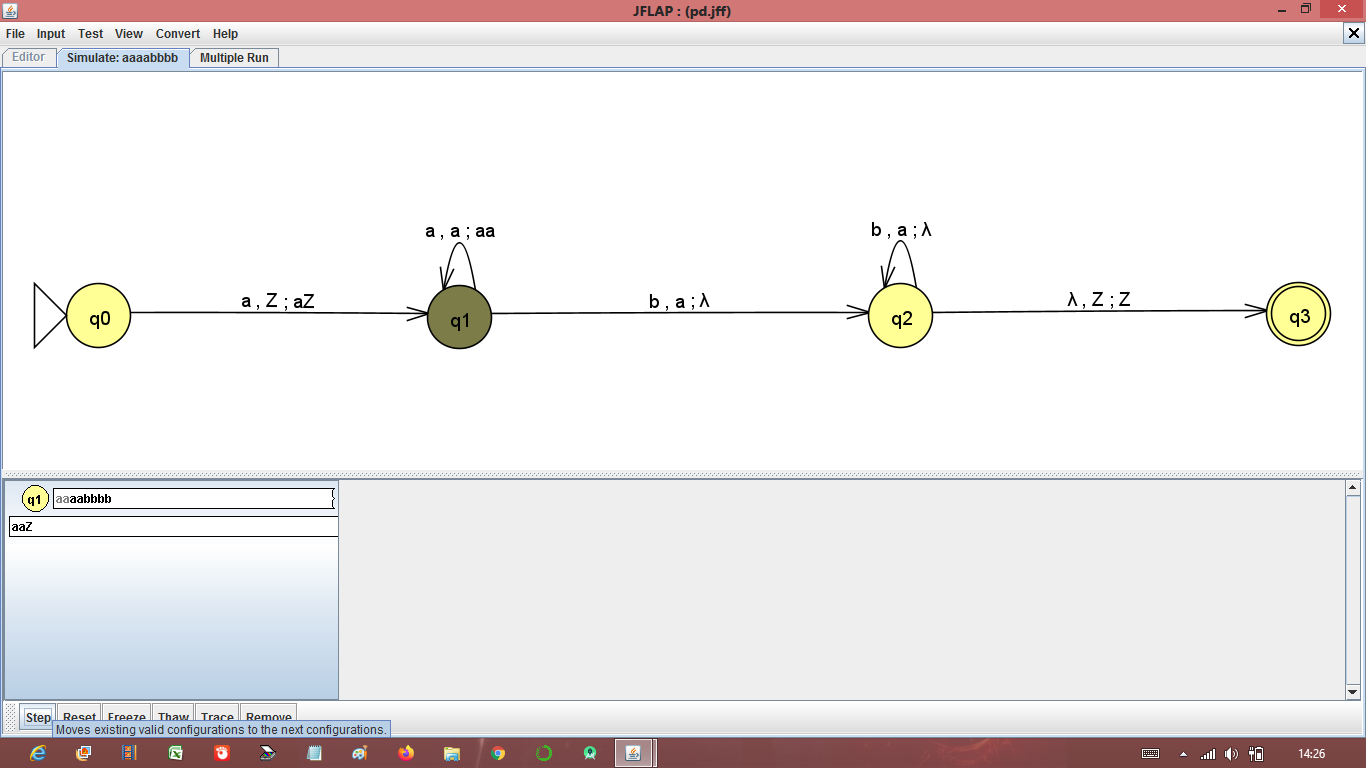 JFLAP : (pd.jff)
File Input Test View Convert Help
Editor Simulate: aaaabbbb Multiple Run
a , a ; aa
b , a ; λ
q0
a , Z ; aZ
q1
b , a ; λ
q2
λ , Z ; Z
q3
q1 aaaabbbb
aaZ
Step Reset Freeze Thaw Trace Remove
Moves existing valid configurations to the next configurations.
14:26